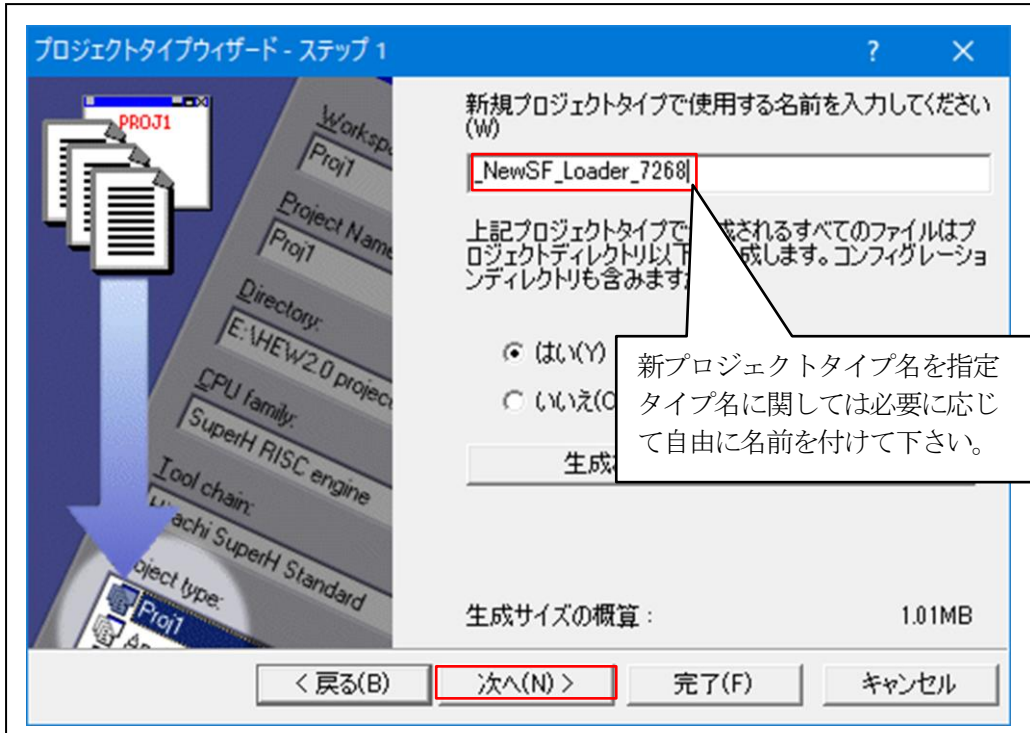 プロジェクトタイプウィザード - ステップ 1
? ×
PROJ1
Workspa
Proj1
Project Name
Proj1
Directory:
E:\HEW2.0 project
CPU family:
SuperH RISC engine
Tool chain:
achi SuperH Standard
oject type:
Proj1
新規プロジェクトタイプで使用する名前を入力してください
(W)
_NewSF_Loader_7268
上記プロジェクトタイプで 成されるすべてのファイルはプ
ロジェクトディレクトリ以下 成します。コンフィグレーショ
ンディレクトリも含みます
はい(Y)
いいえ(O
生成
新プロジェクトタイプ名を指定
タイプ名に関しては必要に応じ
て自由に名前を付けて下さい。
生成サイズの概算 : 1.01MB
< 戻る(B) 次へ(N) > 完了(F) キャンセル